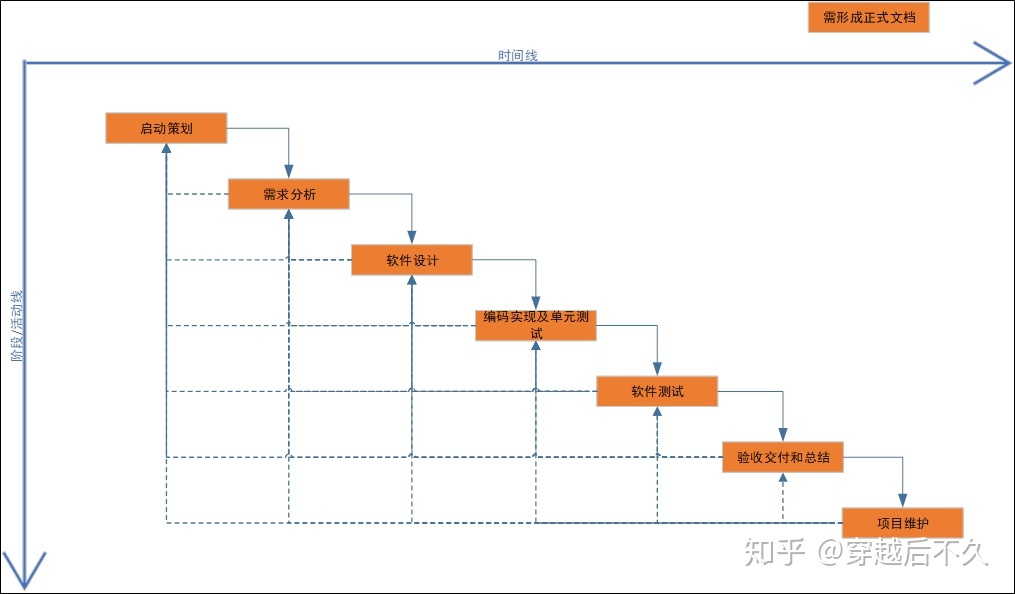 需形成正式文档
时间线
启动策划
需求分析
软件设计
阶段/活动线
编码实现及单元测
试
软件测试
验收交付和总结
项目维护
知乎 @穿越后不久